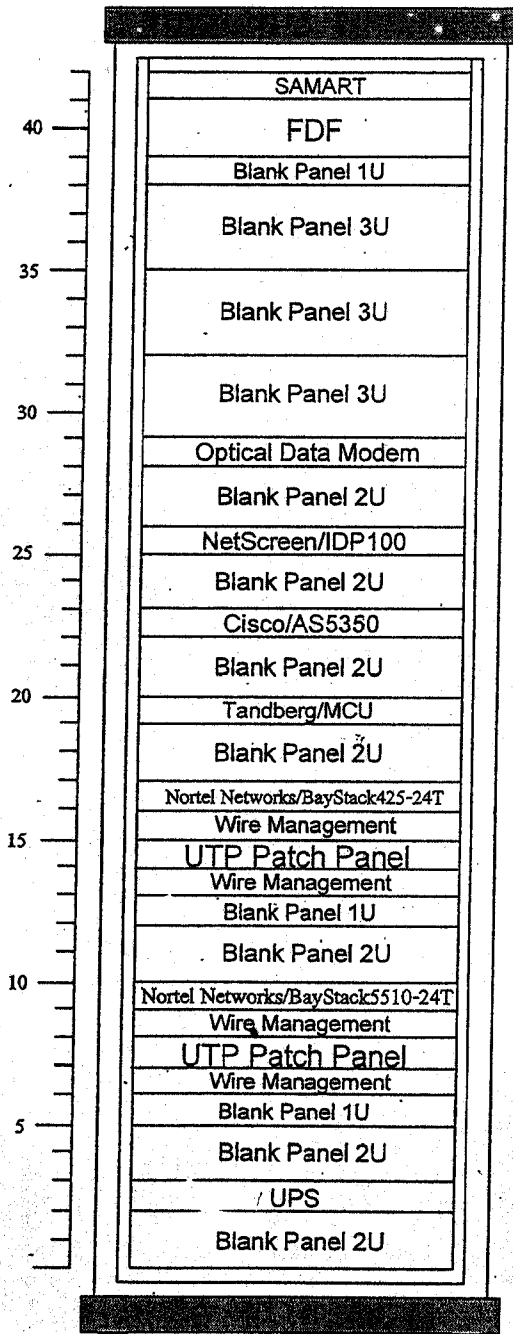 SAMART
40
FDF
Blank Panel 1U
Blank Panel 3U
35
Blank Panel 3U
Blank Panel 3U
30
Optical Data Modem
Blank Panel 2U
NetScreen/IDP100
25
Blank Panel 2U
Cisco/AS5350
Blank Panel 2U
20
Tandberg/MCU
Blank Panel 2U
Nortel Networks/BayStack425-24T
Wire Management
15
UTP Patch Panel
Wire Management
Blank Panel 1U
Blank Panel 2U
10
Nortel Networks/BayStack5510-24T
Wire Management
UTP Patch Panel
Wire Management
Blank Panel 1U
5
Blank Panel 2U
UPS
Blank Panel 2U